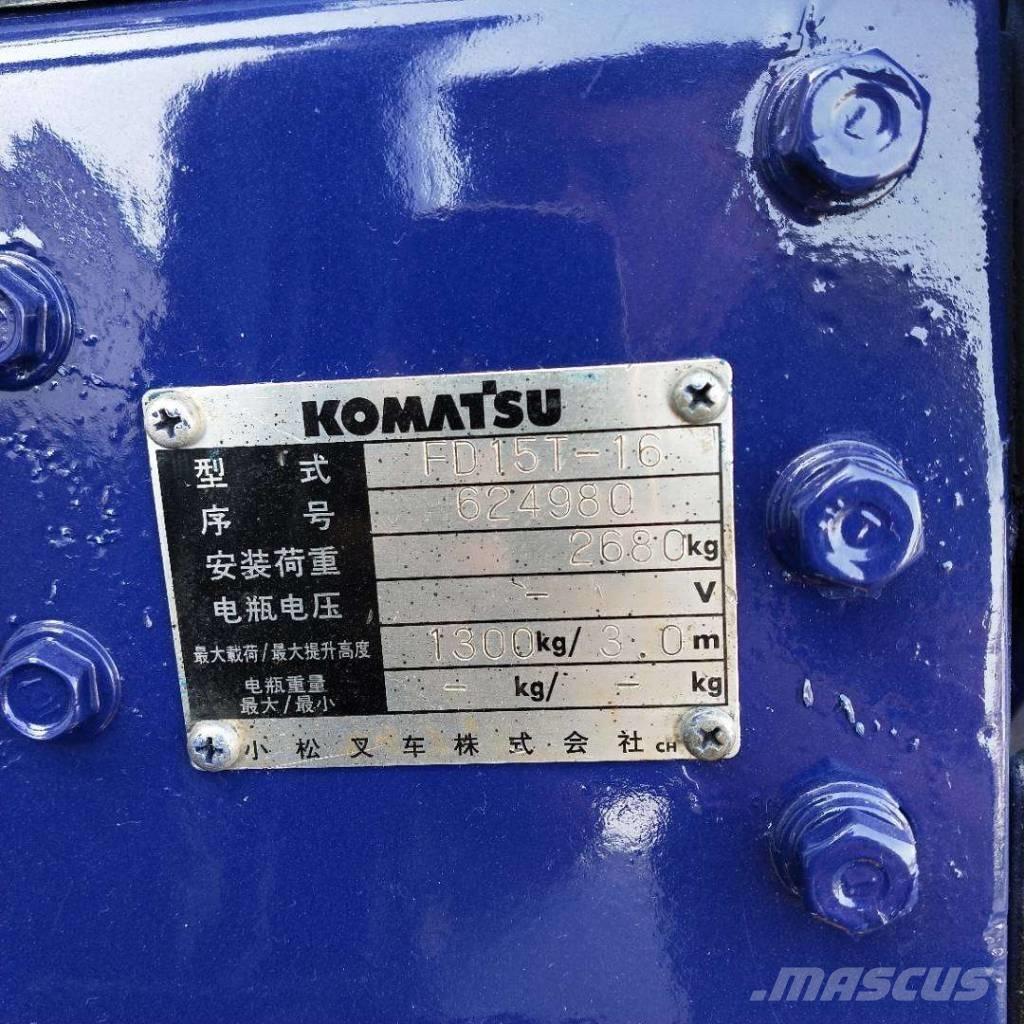 KOMATSU
型 式 FD15T-16
序 号 624980
安装荷重 2680kg
电瓶电压 - V
最大载荷/最大提升高度 1300kg/ 3.0m
电瓶重量
最大/最小 - kg/ - kg
小松叉车株式会社 CH
.MASCUS